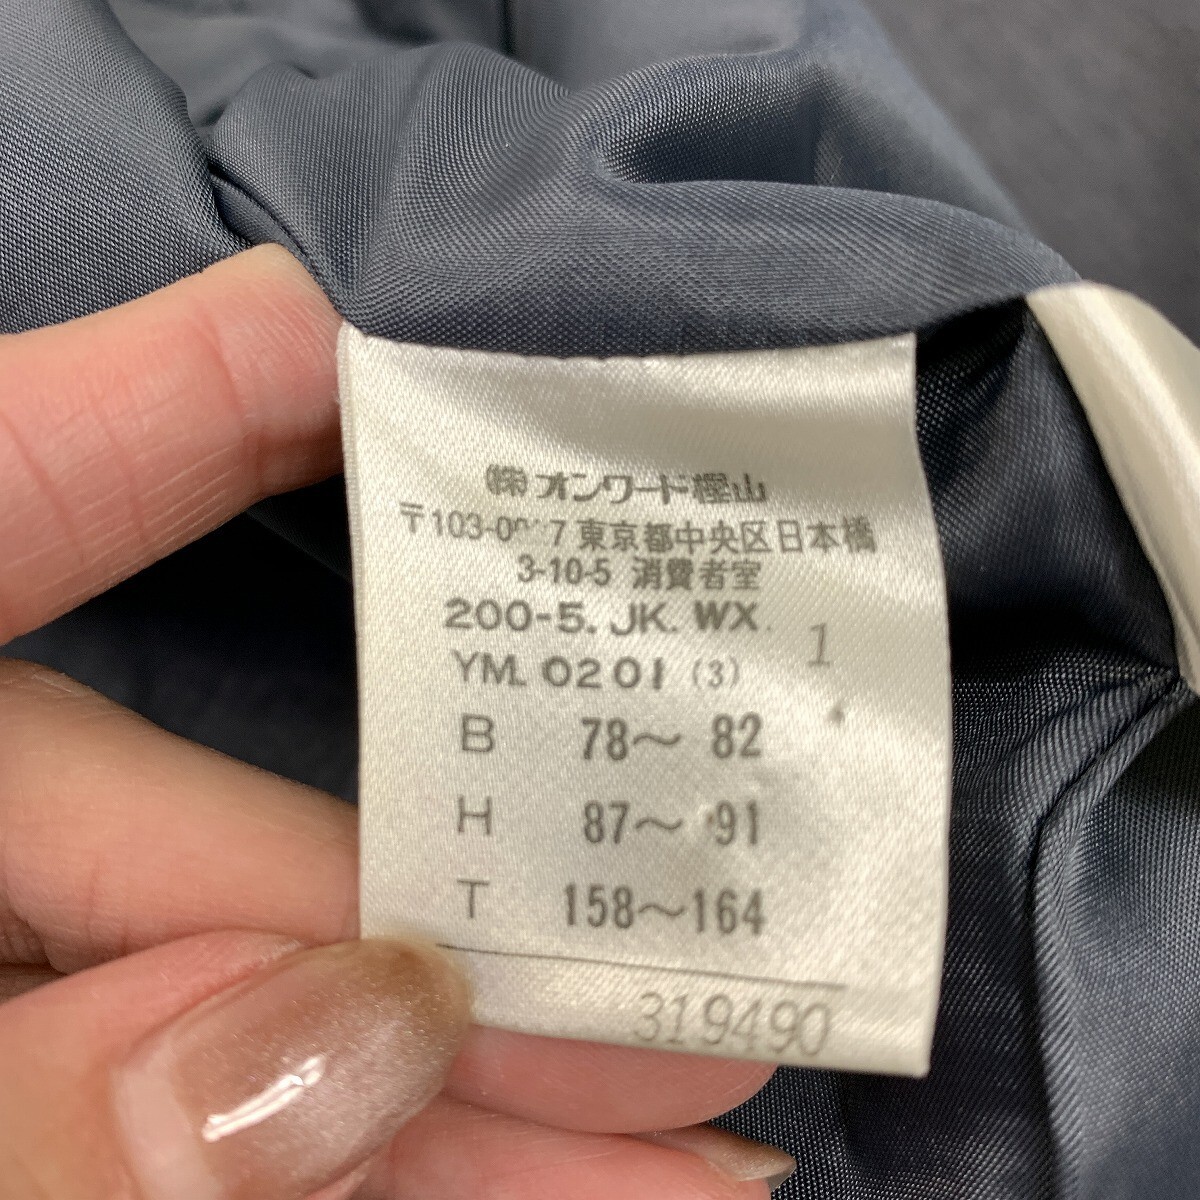 ㈱オンワード樫山
東京都中央区日本橋
3-10-5 消費者室
200-5. JK. WX.
1
YM. 0201 (3)
B 78〜 82
H 87〜 91
T 158〜164
319490